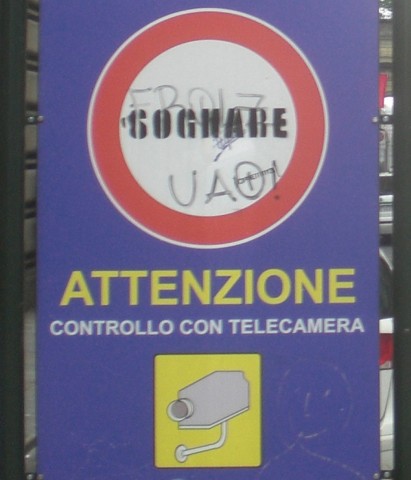 SOGNARE
UAO!
ATTENZIONE
CONTROLLO CON TELECAMERA